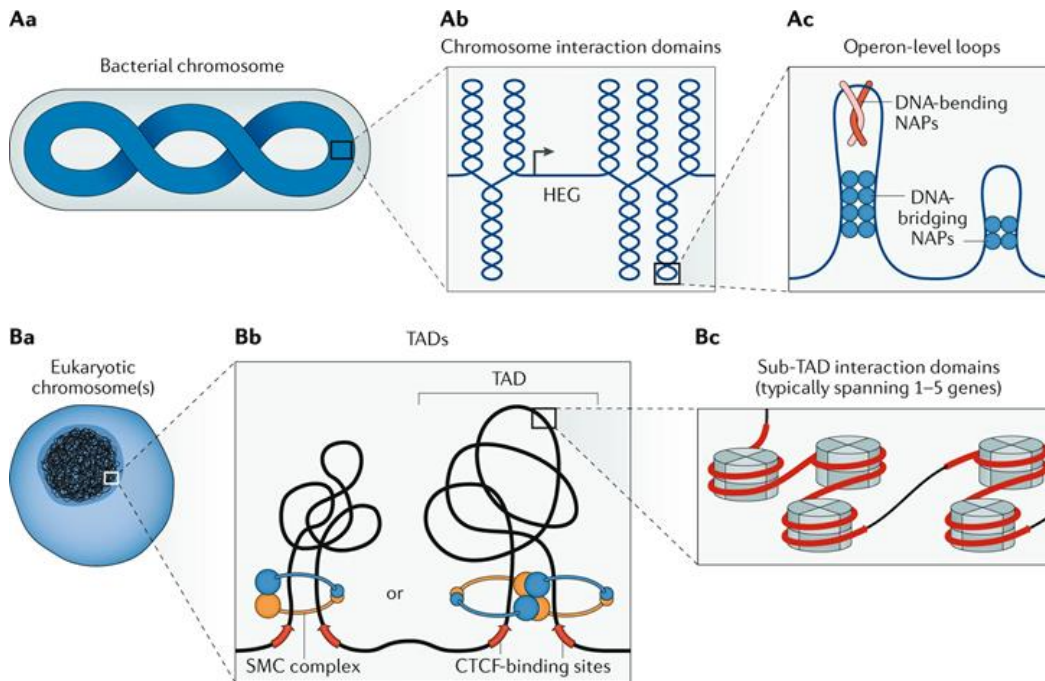 Aa
Bacterial chromosome
Ab
Chromosome interaction domains
HEG
Ac
Operon-level loops
DNA-bending
NAPs
DNA-
bridging
NAPs
Ba
Eukaryotic
chromosome(s)
Bb
TADs
TAD
or
SMC complex
CTCF-binding sites
Bc
Sub-TAD interaction domains
(typically spanning 1–5 genes)